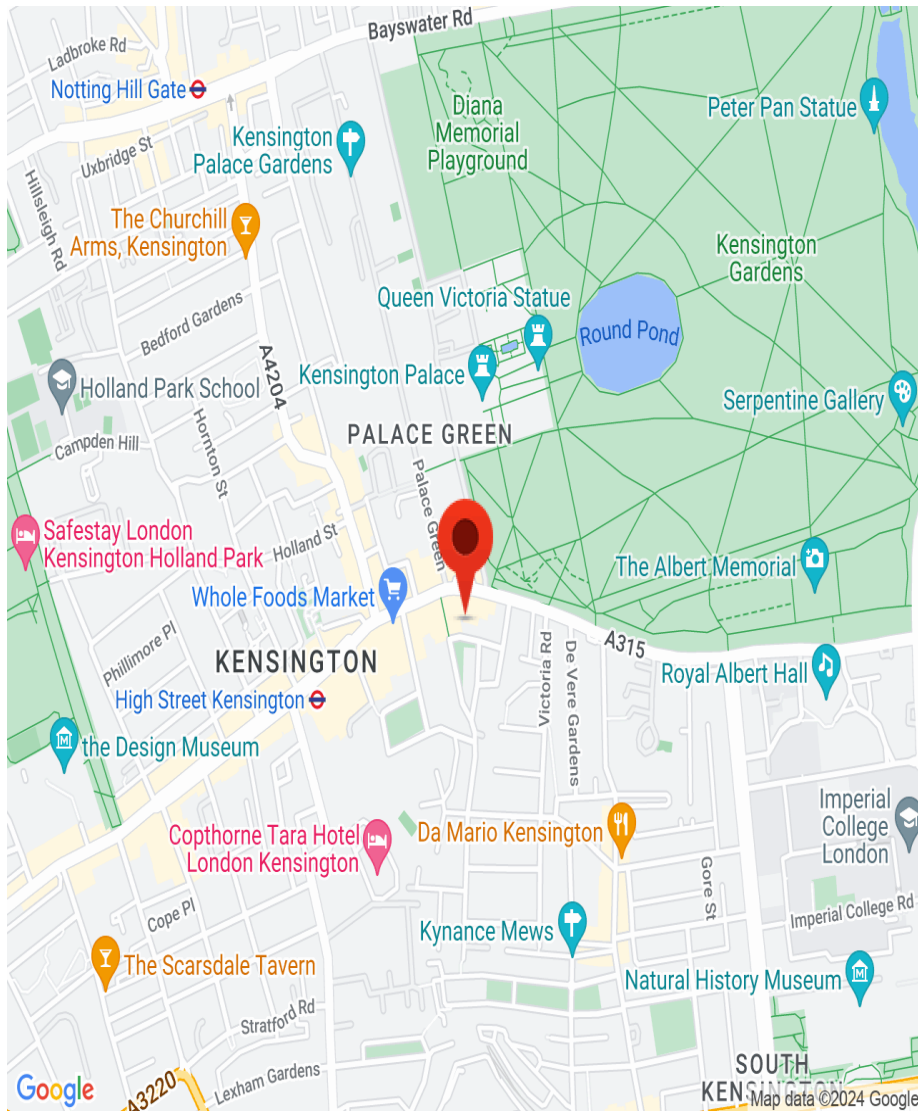 Bayswater Rd
Ladbroke Rd
Notting Hill Gate
Diana
Memorial
Playground
Peter Pan Statue
Kensington
Palace Gardens
Uxbridge St
Hillsleigh Rd
The Churchill
Arms, Kensington
Kensington
Gardens
Queen Victoria Statue
Bedford Gardens
Round Pond
A4204
Kensington Palace
Holland Park School
Serpentine Gallery
Hornton St
Campden Hill
PALACE GREEN
Palace Green
Safestay London
Kensington Holland Park
Holland St
The Albert Memorial
Whole Foods Market
Phillimore Pl
KENSINGTON
Victoria Rd
De Vere Gardens
A315
Royal Albert Hall
High Street Kensington
the Design Museum
Imperial
College
London
Copthorne Tara Hotel
London Kensington
Da Mario Kensington
Gore St
Cope Pl
Imperial College Rd
Kynance Mews
The Scarsdale Tavern
Natural History Museum
Stratford Rd
SOUTH
KENSINGTON
Google
A3220
Lexham Gardens
Map data ©2024 Google